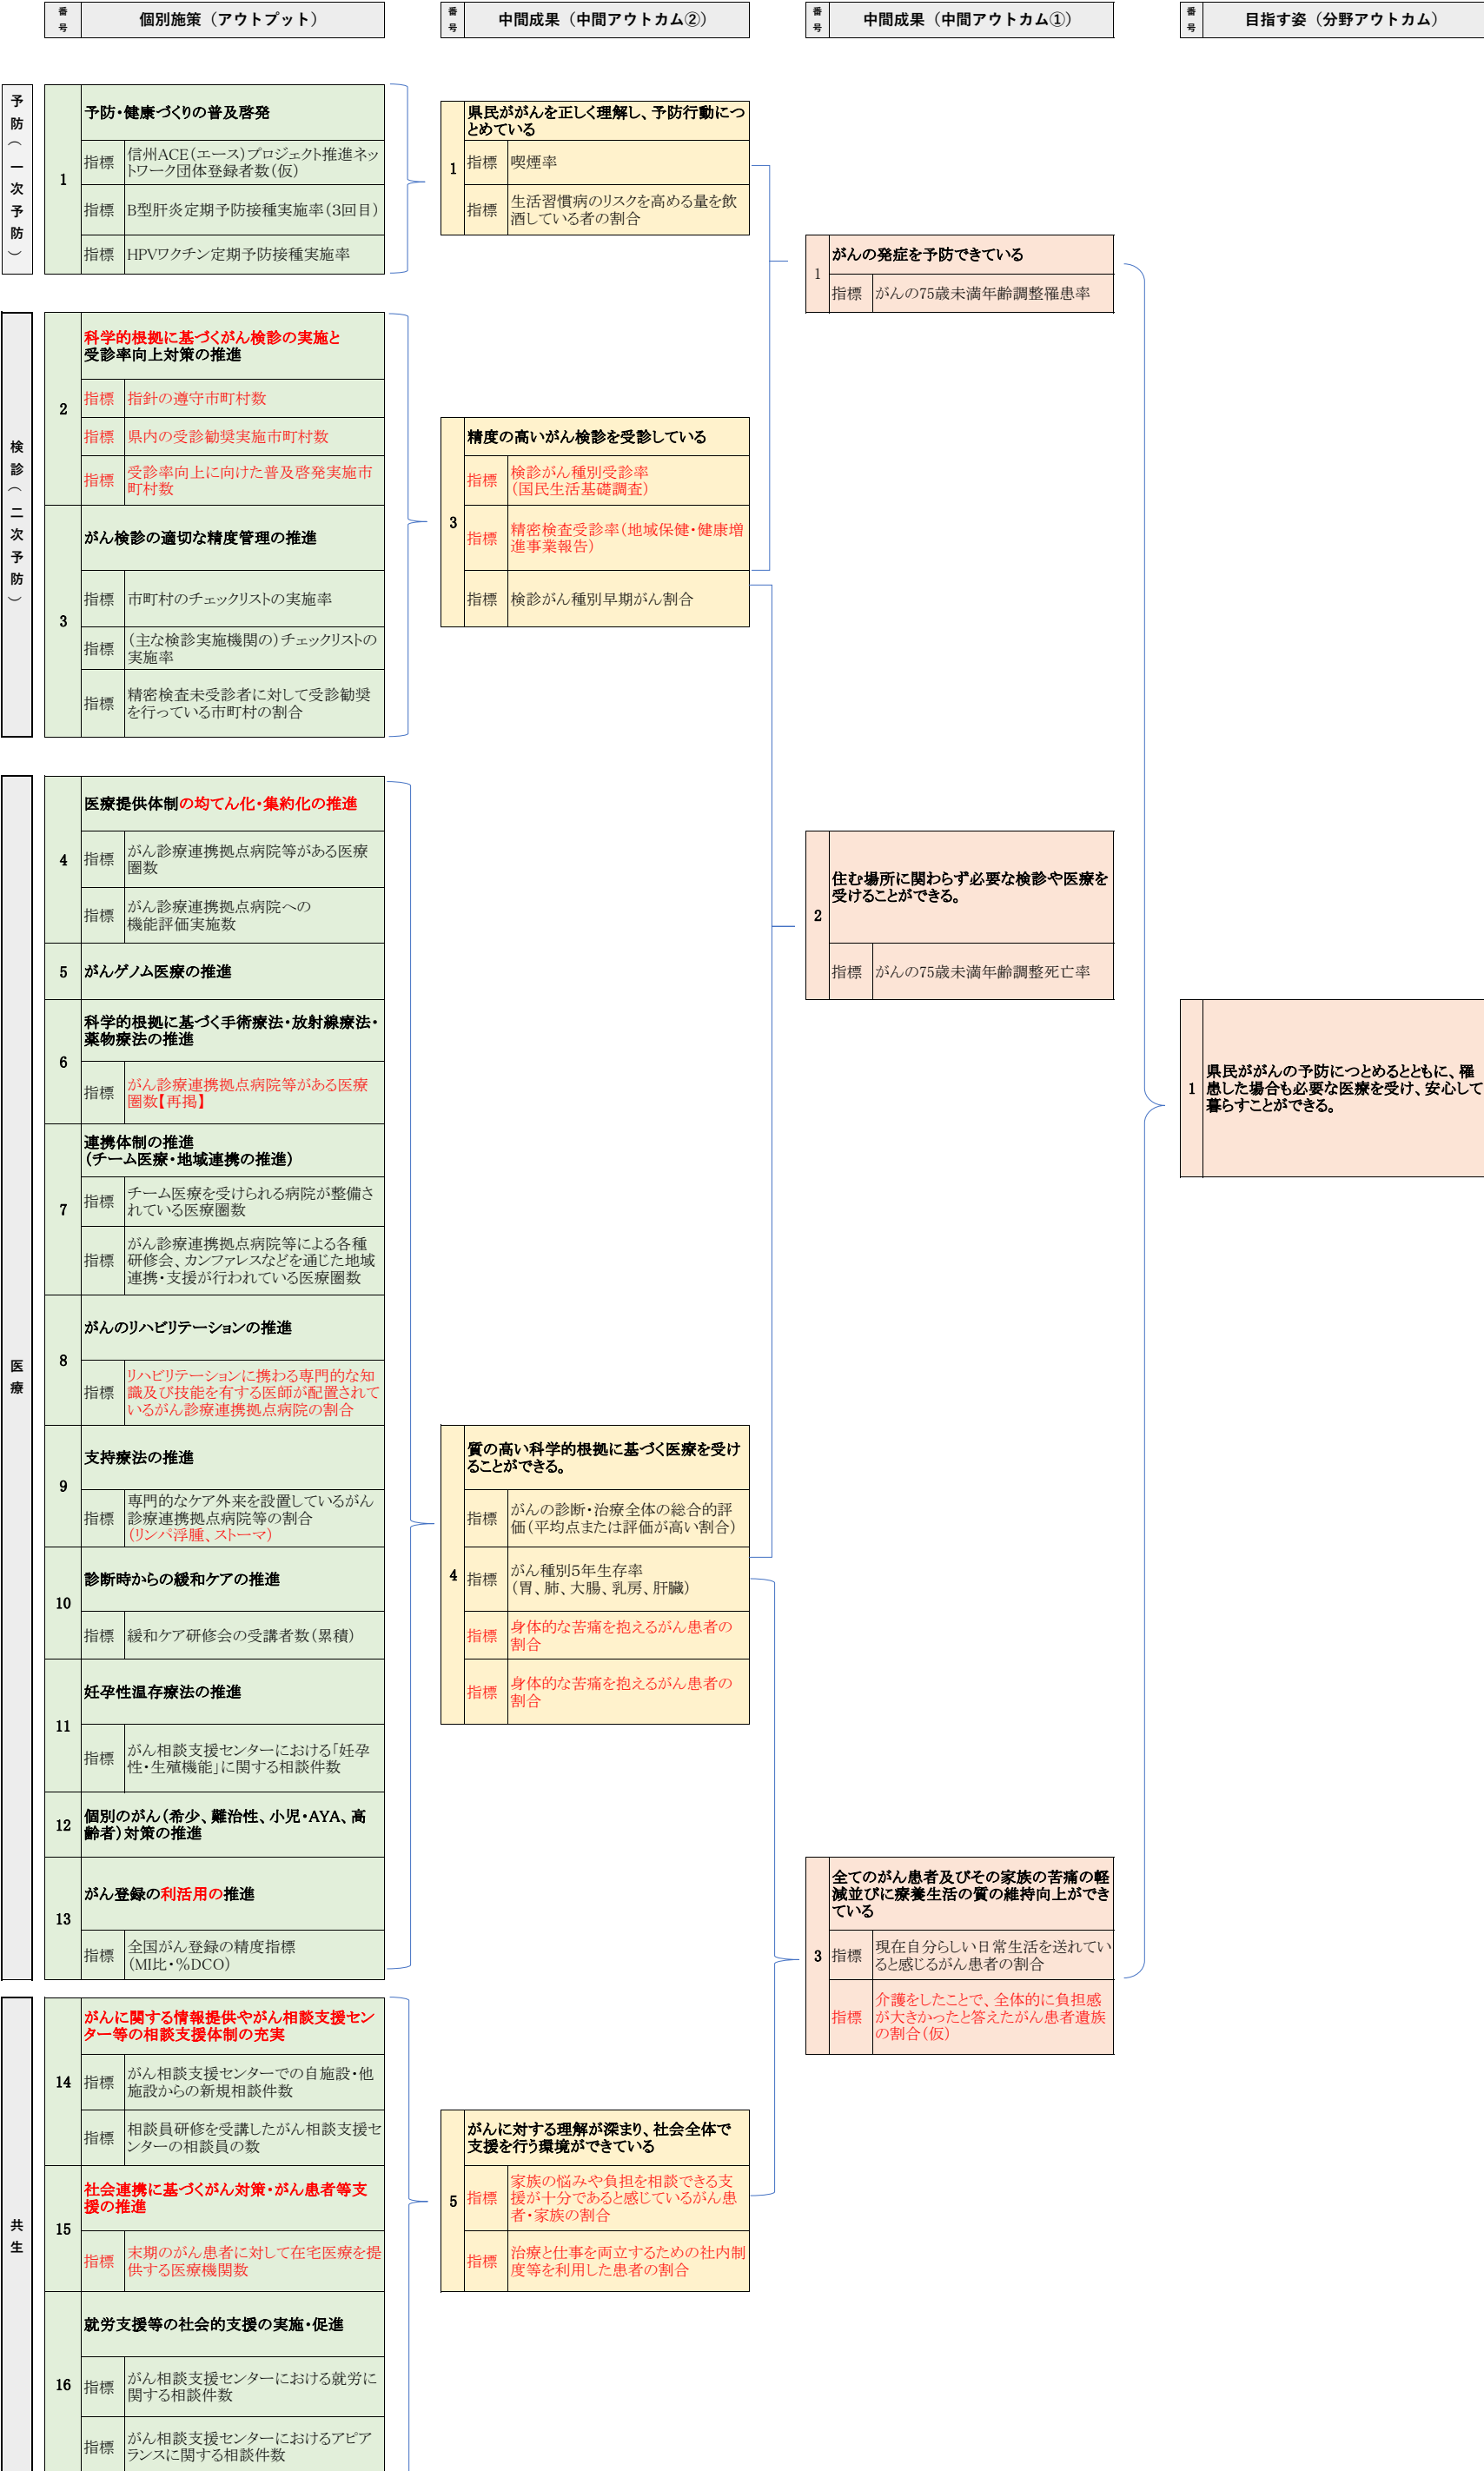 番号
個別施策（アウトプット）
番号
中間成果（中間アウトカム②）
番号
中間成果（中間アウトカム①）
番号
目指す姿（分野アウトカム）
予防（一次予防）
1
予防・健康づくりの普及啓発
指標
信州ACE（エース）プロジェクト推進ネッ
トワーク団体登録者数（仮）
指標
B型肝炎定期予防接種実施率（3回目）
指標
HPVワクチン定期予防接種実施率
検診（二次予防）
2
科学的根拠に基づくがん検診の実施と
受診率向上対策の推進
指標
指針の遵守市町村数
指標
県内の受診勧奨実施市町村数
指標
受診率向上に向けた普及啓発実施市
町村数
3
がん検診の適切な精度管理の推進
指標
市町村のチェックリストの実施率
指標
（主な検診実施機関の）チェックリストの
実施率
指標
精密検査未受診者に対して受診勧奨
を行っている市町村の割合
医療
4
医療提供体制の均てん化・集約化の推進
指標
がん診療連携拠点病院等がある医療
圏数
指標
がん診療連携拠点病院への
機能評価実施数
5
がんゲノム医療の推進
6
科学的根拠に基づく手術療法・放射線療法・
薬物療法の推進
指標
がん診療連携拠点病院等がある医療
圏数【再掲】
7
連携体制の推進
（チーム医療・地域連携の推進）
指標
チーム医療を受けられる病院が整備さ
れている医療圏数
指標
がん診療連携拠点病院等による各種
研修会、カンファレスなどを通じた地域
連携・支援が行われている医療圏数
8
がんのリハビリテーションの推進
指標
リハビリテーションに携わる専門的な知
識及び技能を有する医師が配置されて
いるがん診療連携拠点病院の割合
9
支持療法の推進
指標
専門的なケア外来を設置しているがん
診療連携拠点病院等の割合
（リンパ浮腫、ストーマ）
10
診断時からの緩和ケアの推進
指標
緩和ケア研修会の受講者数（累積）
11
妊孕性温存療法の推進
指標
がん相談支援センターにおける「妊孕
性・生殖機能」に関する相談件数
12
個別のがん（希少、難治性、小児・AYA、高
齢者）対策の推進
13
がん登録の利活用の推進
指標
全国がん登録の精度指標
（MI比・%DCO）
共生
14
がんに関する情報提供やがん相談支援セン
ター等の相談支援体制の充実
指標
がん相談支援センターでの自施設・他
施設からの新規相談件数
指標
相談員研修を受講したがん相談支援セ
ンターの相談員の数
15
社会連携に基づくがん対策・がん患者等支
援の推進
指標
末期のがん患者に対して在宅医療を提
供する医療機関数
16
就労支援等の社会的支援の実施・促進
指標
がん相談支援センターにおける就労に
関する相談件数
指標
がん相談支援センターにおけるアピア
ランスに関する相談件数
1
県民ががんを正しく理解し、予防行動につ
とめている
指標
喫煙率
指標
生活習慣病のリスクを高める量を飲
酒している者の割合
3
精度の高いがん検診を受診している
指標
検診がん種別受診率
（国民生活基礎調査）
指標
精密検査受診率（地域保健・健康増
進事業報告）
指標
検診がん種別早期がん割合
4
質の高い科学的根拠に基づく医療を受け
ることができる。
指標
がんの診断・治療全体の総合的評
価（平均点または評価が高い割合）
指標
がん種別5年生存率
（胃、肺、大腸、乳房、肝臓）
指標
身体的な苦痛を抱えるがん患者の
割合
指標
身体的な苦痛を抱えるがん患者の
割合
5
がんに対する理解が深まり、社会全体で
支援を行う環境ができている
指標
家族の悩みや負担を相談できる支
援が十分であると感じているがん患
者・家族の割合
指標
治療と仕事を両立するための社内制
度等を利用した患者の割合
1
がんの発症を予防できている
指標
がんの75歳未満年齢調整罹患率
2
住む場所に関わらず必要な検診や医療を
受けることができる。
指標
がんの75歳未満年齢調整死亡率
3
全てのがん患者及びその家族の苦痛の軽
減並びに療養生活の質の維持向上ができ
ている
指標
現在自分らしい日常生活を送れてい
ると感じるがん患者の割合
指標
介護をしたことで、全体的に負担感
が大きかったと答えたがん患者遺族
の割合（仮）
1
県民ががんの予防につとめるとともに、罹
患した場合も必要な医療を受け、安心して
暮らすことができる。